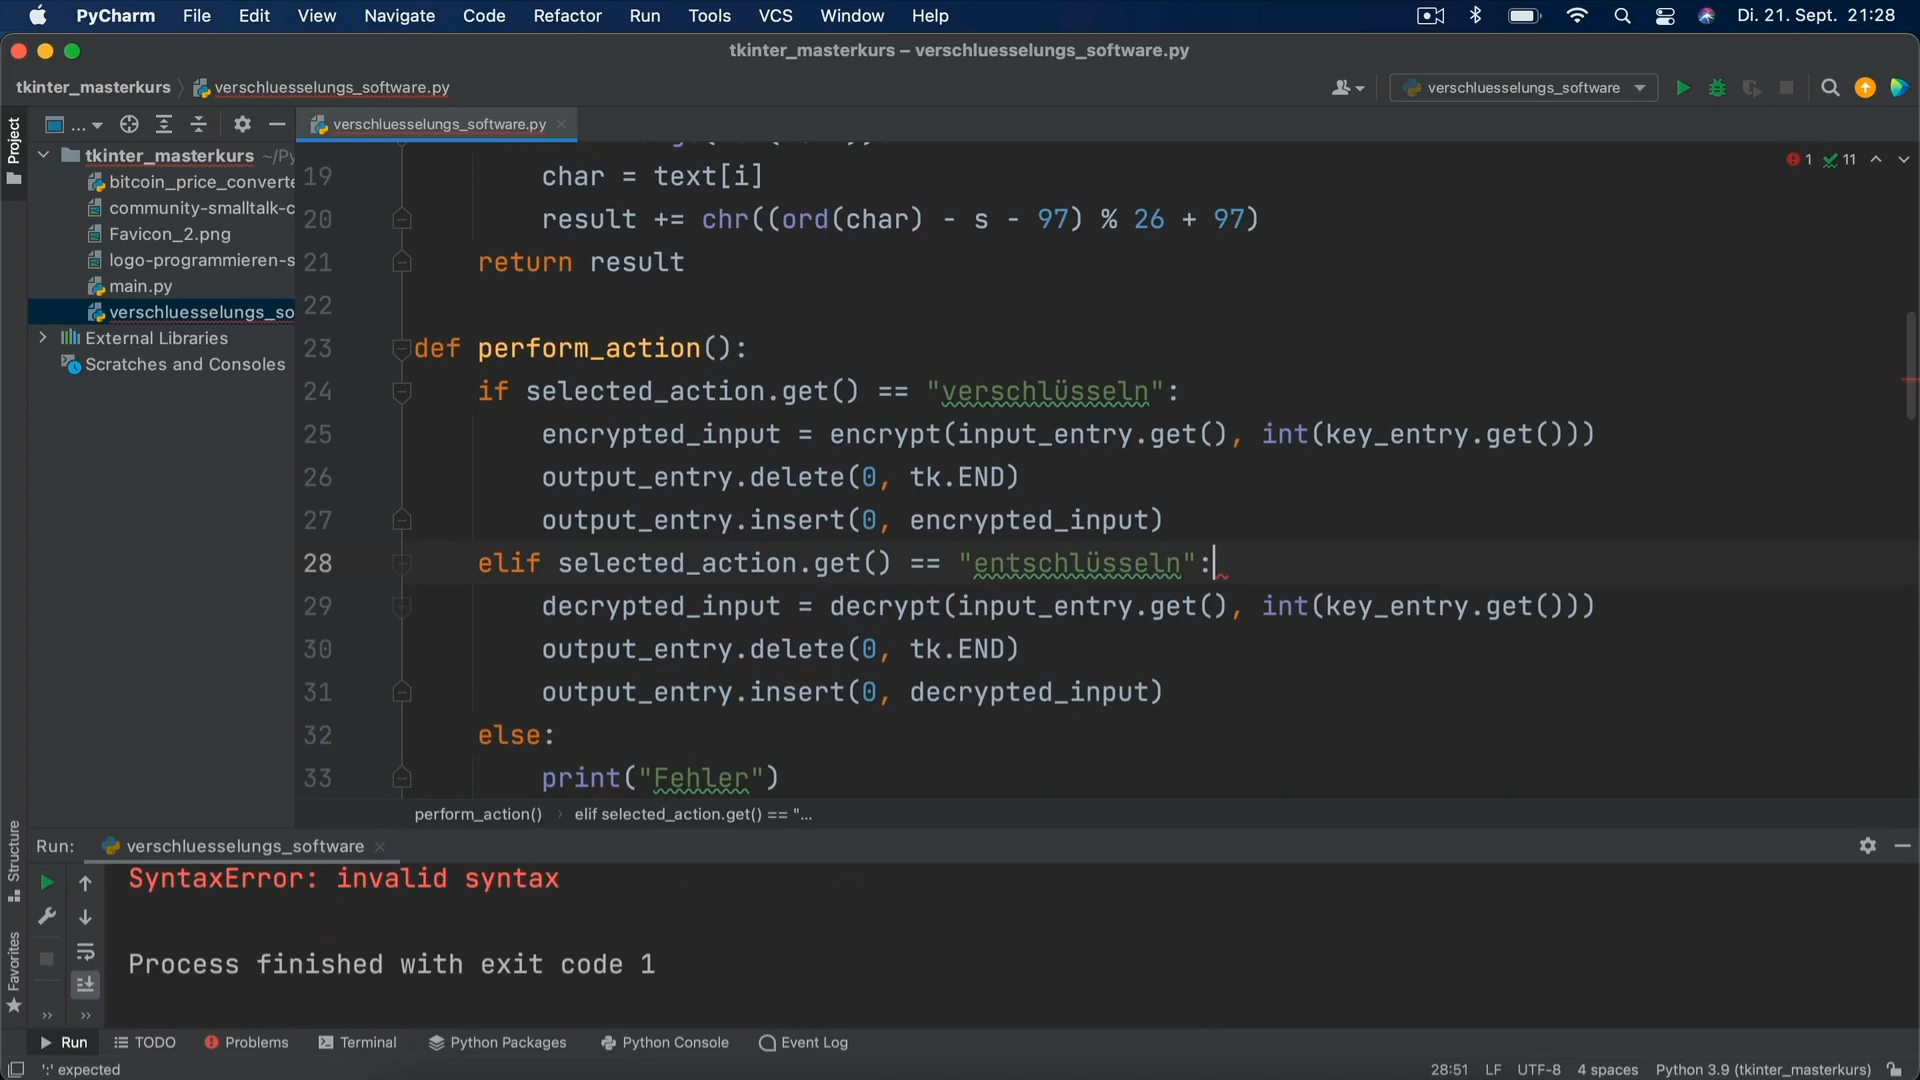 PyCharm File Edit View Navigate Code Refactor Run Tools VCS Window Help Di. 21. Sept. 21:28
tkinter_masterkurs – verschluesselungs_software.py
tkinter_masterkurs verschluesselungs_software.py verschluesselungs_software
Project ... verschluesselungs_software.py
tkinter_masterkurs ~/Py
bitcoin_price_converte
community-smalltalk-c
Favicon_2.png
logo-programmieren-s
main.py
verschluesselungs_so
External Libraries
Scratches and Consoles
1 11
19 char = text[i]
20 result += chr((ord(char) - s - 97) % 26 + 97)
21 return result
22
23 def perform_action():
24 if selected_action.get() == "verschlüsseln":
25 encrypted_input = encrypt(input_entry.get(), int(key_entry.get()))
26 output_entry.delete(0, tk.END)
27 output_entry.insert(0, encrypted_input)
28 elif selected_action.get() == "entschlüsseln":
29 decrypted_input = decrypt(input_entry.get(), int(key_entry.get()))
30 output_entry.delete(0, tk.END)
31 output_entry.insert(0, decrypted_input)
32 else:
33 print("Fehler")
perform_action() elif selected_action.get() == "...
Structure
Favorites
Run: verschluesselungs_software
SyntaxError: invalid syntax
Process finished with exit code 1
Run TODO Problems Terminal Python Packages Python Console Event Log
':' expected 28:51 LF UTF-8 4 spaces Python 3.9 (tkinter_masterkurs)